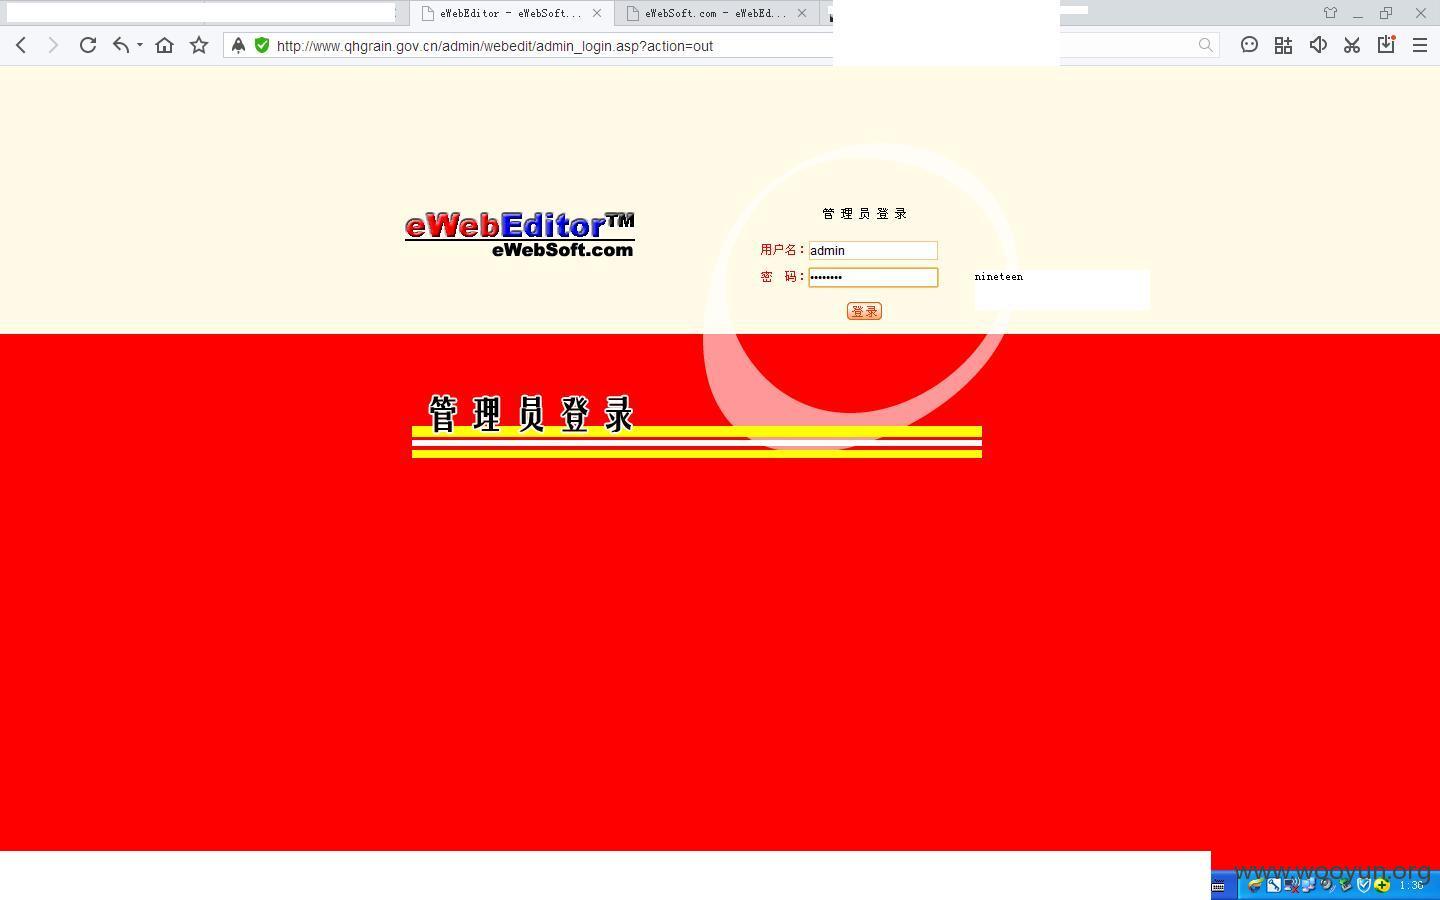 eWebEditor - eWebSoft...
eWebSoft.com - eWebEd...
http://www.qhgrain.gov.cn/admin/webedit/admin_login.asp?action=out
管理员登录
eWebEditor™
eWebSoft.com
用户名：admin
密 码：••••••••
nineteen
登录
管理员登录
www.wooyun.org
1:36